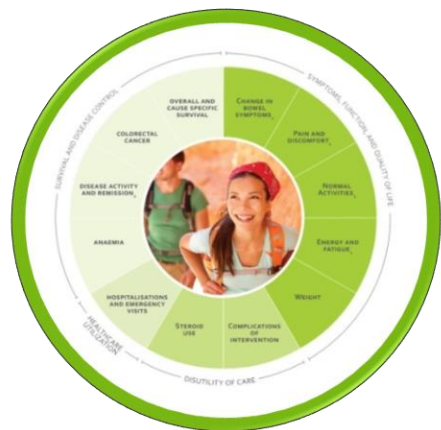 SURVIVAL AND DISEASE CONTROL
SYMPTOMS, FUNCTION, AND QUALITY OF LIFE
OVERALL AND
CAUSE SPECIFIC
SURVIVAL
CHANGE IN
BOWEL
SYMPTOMS
COLORECTAL
CANCER
PAIN AND
DISCOMFORT
DISEASE ACTIVITY
AND REMISSION
NORMAL
ACTIVITIES
ANAEMIA
ENERGY AND
FATIGUE
HOSPITALISATIONS
AND EMERGENCY
VISITS
WEIGHT
STEROID
USE
COMPLICATIONS
OF
INTERVENTION
HEALTHCARE
UTILIZATION
DISUTILITY OF CARE